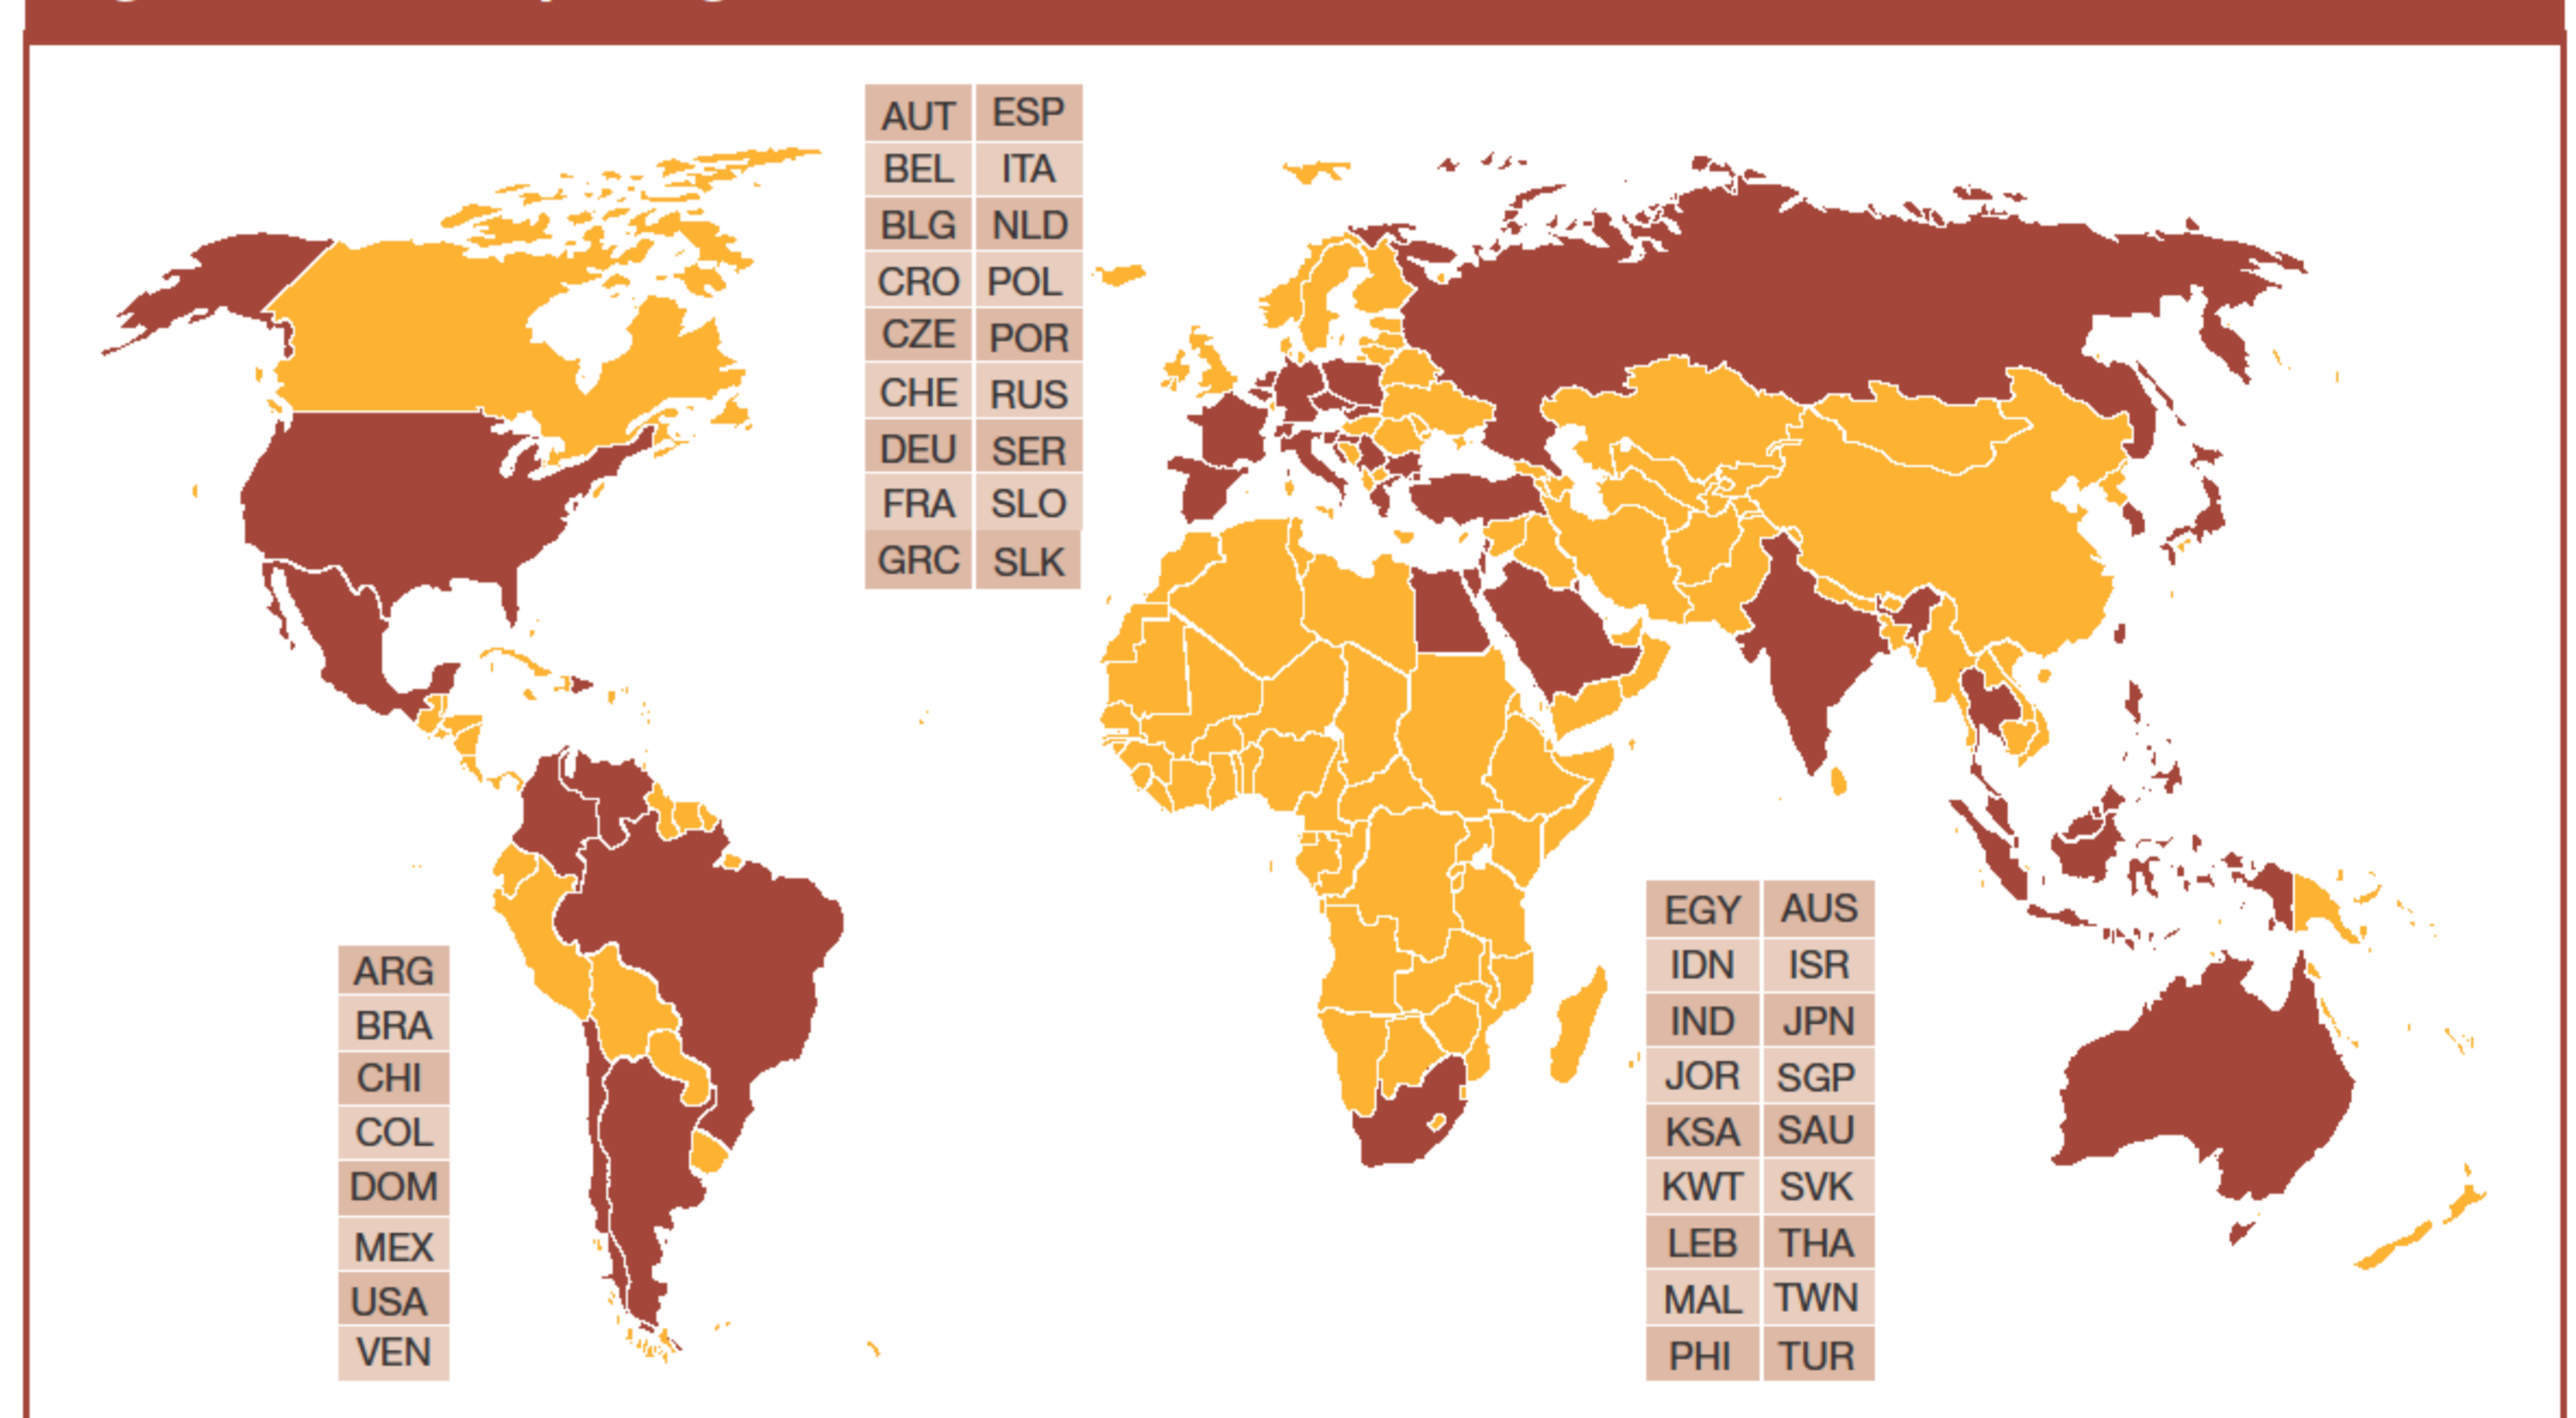 AUT ESP
BEL ITA
BLG NLD
CRO POL
CZE POR
CHE RUS
DEU SER
FRA SLO
GRC SLK
ARG
BRA
CHI
COL
DOM
MEX
USA
VEN
EGY AUS
IDN ISR
IND JPN
JOR SGP
KSA SAU
KWT SVK
LEB THA
MAL TWN
PHI TUR